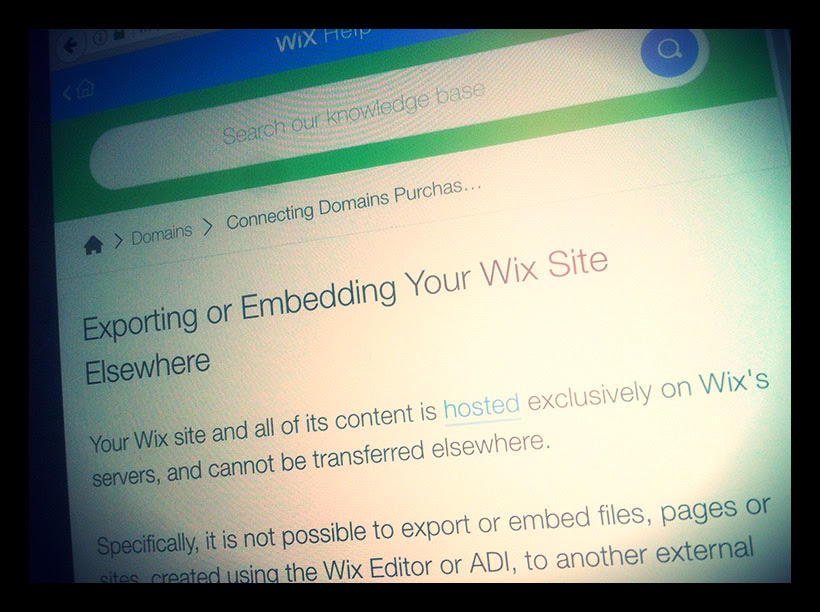 WiX Help
Search our knowledge base
Domains
Connecting Domains Purchas...
Exporting or Embedding Your Wix Site
Elsewhere
Your Wix site and all of its content is hosted exclusively on Wix's
servers, and cannot be transferred elsewhere.
Specifically, it is not possible to export or embed files, pages or
sites, created using the Wix Editor or ADI, to another external